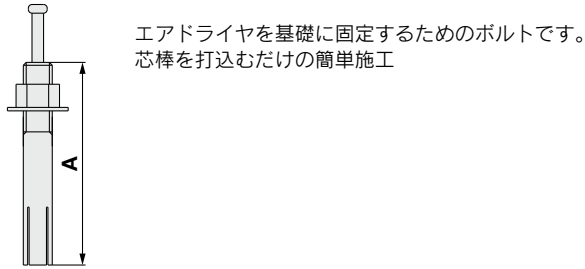 エアドライヤを基礎に固定するためのボルトです。
芯棒を打込むだけの簡単施工
A